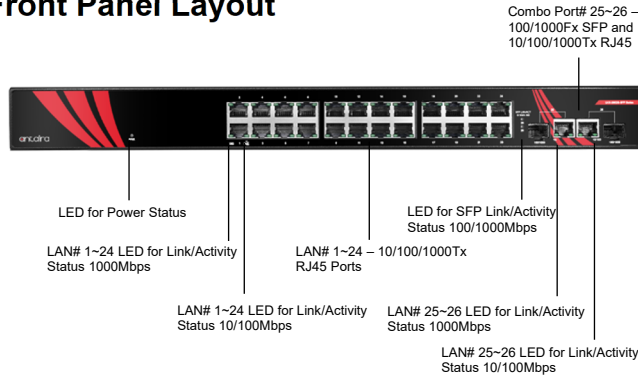 Front Panel Layout
Combo Port# 25~26 –
100/1000Fx SFP and
10/100/1000Tx RJ45
antaira
LED for Power Status
LED for SFP Link/Activity
Status 100/1000Mbps
LAN# 1~24 LED for Link/Activity
Status 1000Mbps
LAN# 1~24 – 10/100/1000Tx
RJ45 Ports
LAN# 1~24 LED for Link/Activity
Status 10/100Mbps
LAN# 25~26 LED for Link/Activity
Status 1000Mbps
LAN# 25~26 LED for Link/Activity
Status 10/100Mbps